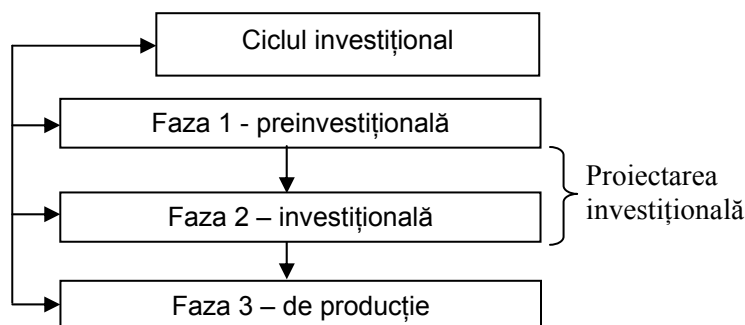 Ciclul investițional
Faza 1 - preinvestițională
Proiectarea
investițională
Faza 2 – investițională
Faza 3 – de producție